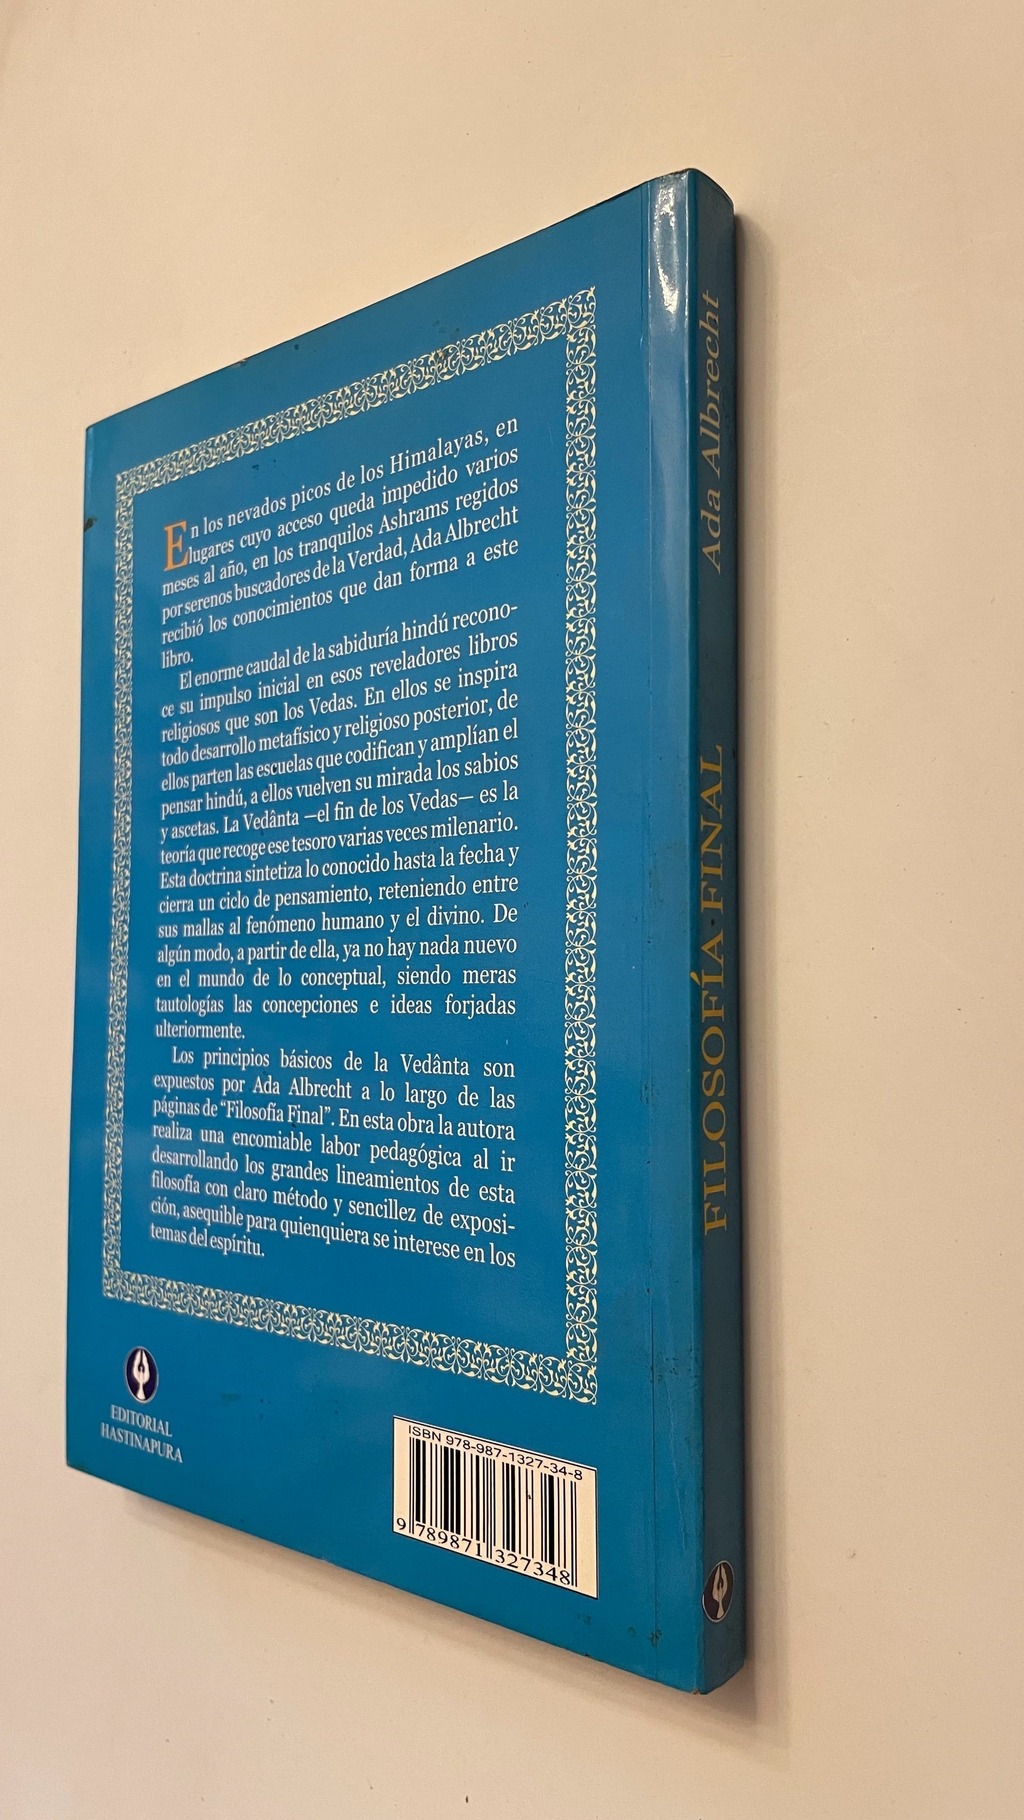 En los nevados picos de los Himalayas, en
lugares cuyo acceso queda impedido varios
meses al año, en los tranquilos Ashrams regidos
por serenos buscadores de la Verdad, Ada Albrecht
recibió los conocimientos que dan forma a este
libro.
El enorme caudal de la sabiduría hindú recono-
ce su impulso inicial en esos reveladores libros
religiosos que son los Vedas. En ellos se inspira
todo desarrollo metafísico y religioso posterior, de
ellos parten las escuelas que codifican y amplían el
pensar hindú, a ellos vuelven su mirada los sabios
y ascetas. La Vedânta —el fin de los Vedas— es la
teoría que recoge ese tesoro varias veces milenario.
Esta doctrina sintetiza lo conocido hasta la fecha y
cierra un ciclo de pensamiento, reteniendo entre
sus mallas al fenómeno humano y el divino. De
algún modo, a partir de ella, ya no hay nada nuevo
en el mundo de lo conceptual, siendo meras
tautologías las concepciones e ideas forjadas
ulteriormente.
Los principios básicos de la Vedânta son
expuestos por Ada Albrecht a lo largo de las
páginas de “Filosofía Final”. En esta obra la autora
realiza una encomiable labor pedagógica al ir
desarrollando los grandes lineamientos de esta
filosofía con claro método y sencillez de exposi-
ción, asequible para quienquiera se interese en los
temas del espíritu.
EDITORIAL
HASTINAPURA
ISBN 978-987-1327-34-8
9 789871 327348
FILOSOFÍA·FINAL
Ada Albrecht